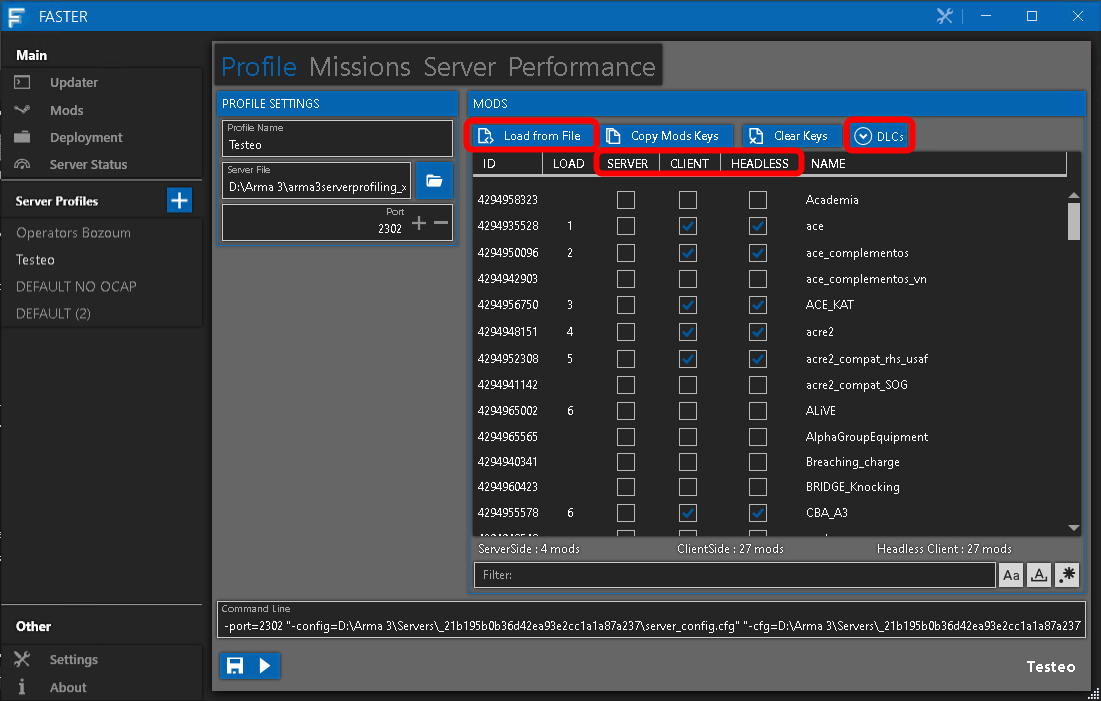 FASTER
Main
Updater
Mods
Deployment
Server Status
Server Profiles
Operators Bozoum
Testeo
DEFAULT NO OCAP
DEFAULT (2)
Other
Settings
About
Profile Missions Server Performance
PROFILE SETTINGS
Profile Name
Testeo
Server File
D:\Arma 3\arma3serverprofiling_x
Port
2302
MODS
Load from File Copy Mods Keys Clear Keys DLCs
ID LOAD SERVER CLIENT HEADLESS NAME
4294958323 Academia
4294935528 1 ace
4294950096 2 ace_complementos
4294942903 ace_complementos_vn
4294956750 3 ACE_KAT
4294948151 4 acre2
4294952308 5 acre2_compat_rhs_usaf
4294941142 acre2_compat_SOG
4294965002 6 ALiVE
4294965565 AlphaGroupEquipment
4294940341 Breaching_charge
4294960423 BRIDGE_Knocking
4294955578 6 CBA_A3
ServerSide : 4 mods ClientSide : 27 mods Headless Client : 27 mods
Filter: Aa A .*
Command Line
-port=2302 "-config=D:\Arma 3\Servers\_21b195b0b36d42ea93e2cc1a1a87a237\server_config.cfg" "-cfg=D:\Arma 3\Servers\_21b195b0b36d42ea93e2cc1a1a87a237
Testeo